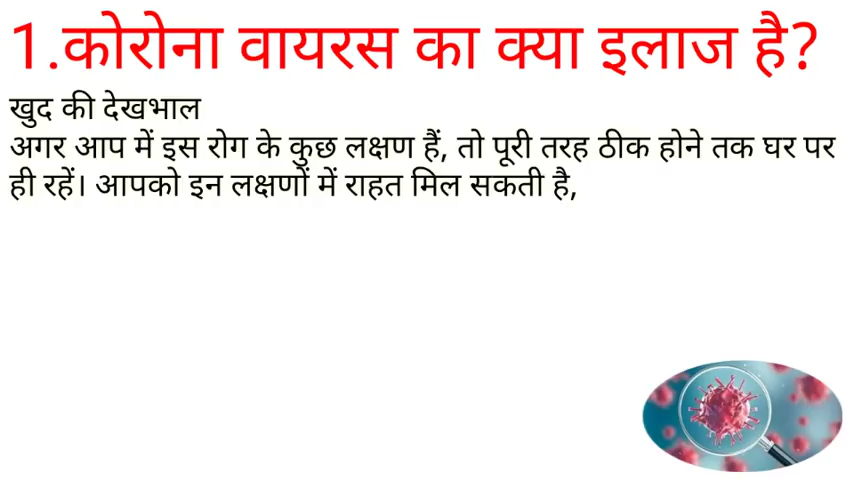 1.कोरोना वायरस का क्या इलाज है?
खुद की देखभाल
अगर आप में इस रोग के कुछ लक्षण हैं, तो पूरी तरह ठीक होने तक घर पर
ही रहें। आपको इन लक्षणों में राहत मिल सकती है,